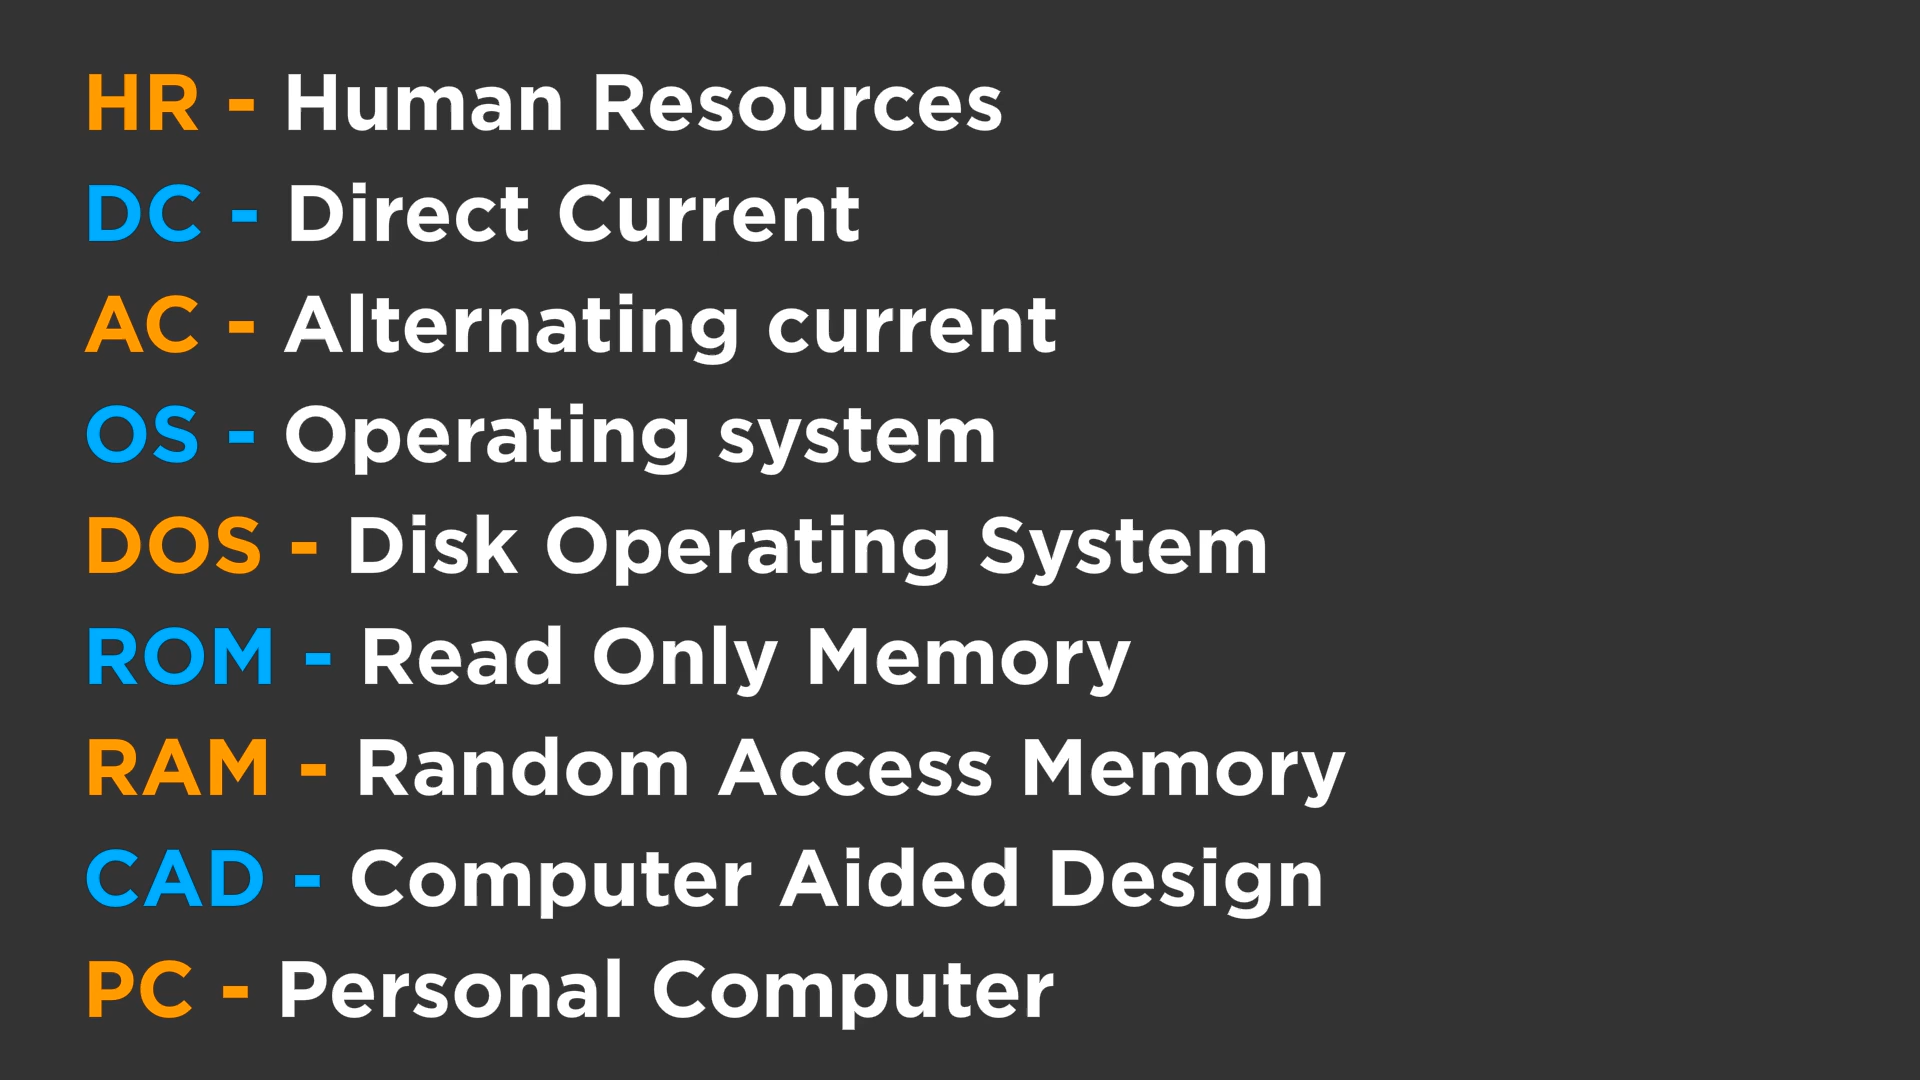 HR - Human Resources
DC - Direct Current
AC - Alternating current
OS - Operating system
DOS - Disk Operating System
ROM - Read Only Memory
RAM - Random Access Memory
CAD - Computer Aided Design
PC - Personal Computer